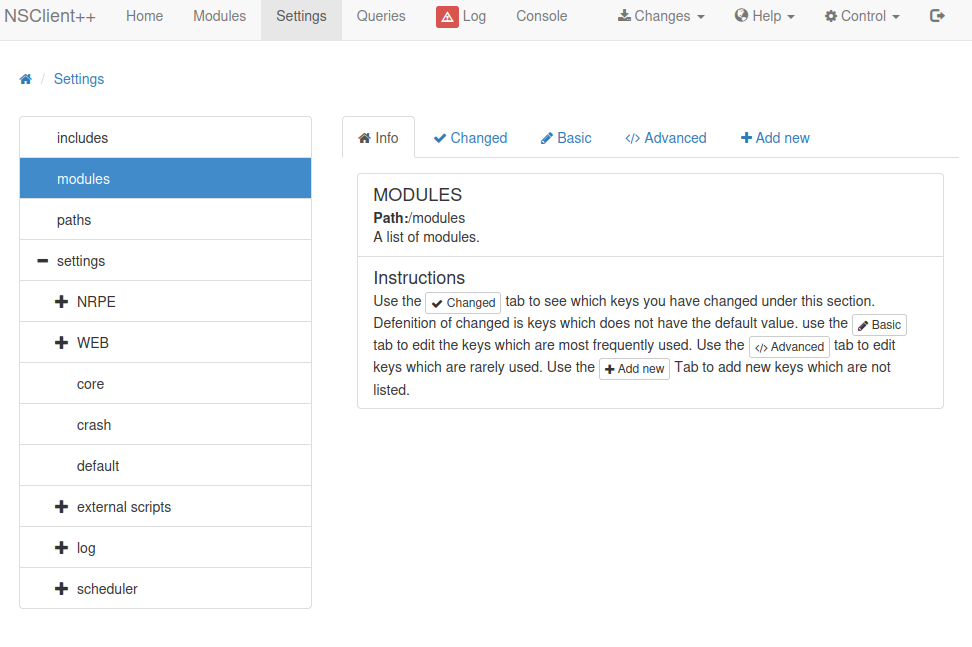 NSClient++ Home Modules Settings Queries Log Console Changes Help Control
/ Settings
includes
modules
paths
settings
NRPE
WEB
core
crash
default
external scripts
log
scheduler
Info Changed Basic </> Advanced Add new
MODULES
Path:/modules
A list of modules.
Instructions
Use the Changed tab to see which keys you have changed under this section.
Defenition of changed is keys which does not have the default value. use the Basic
tab to edit the keys which are most frequently used. Use the </> Advanced tab to edit
keys which are rarely used. Use the Add new Tab to add new keys which are not
listed.